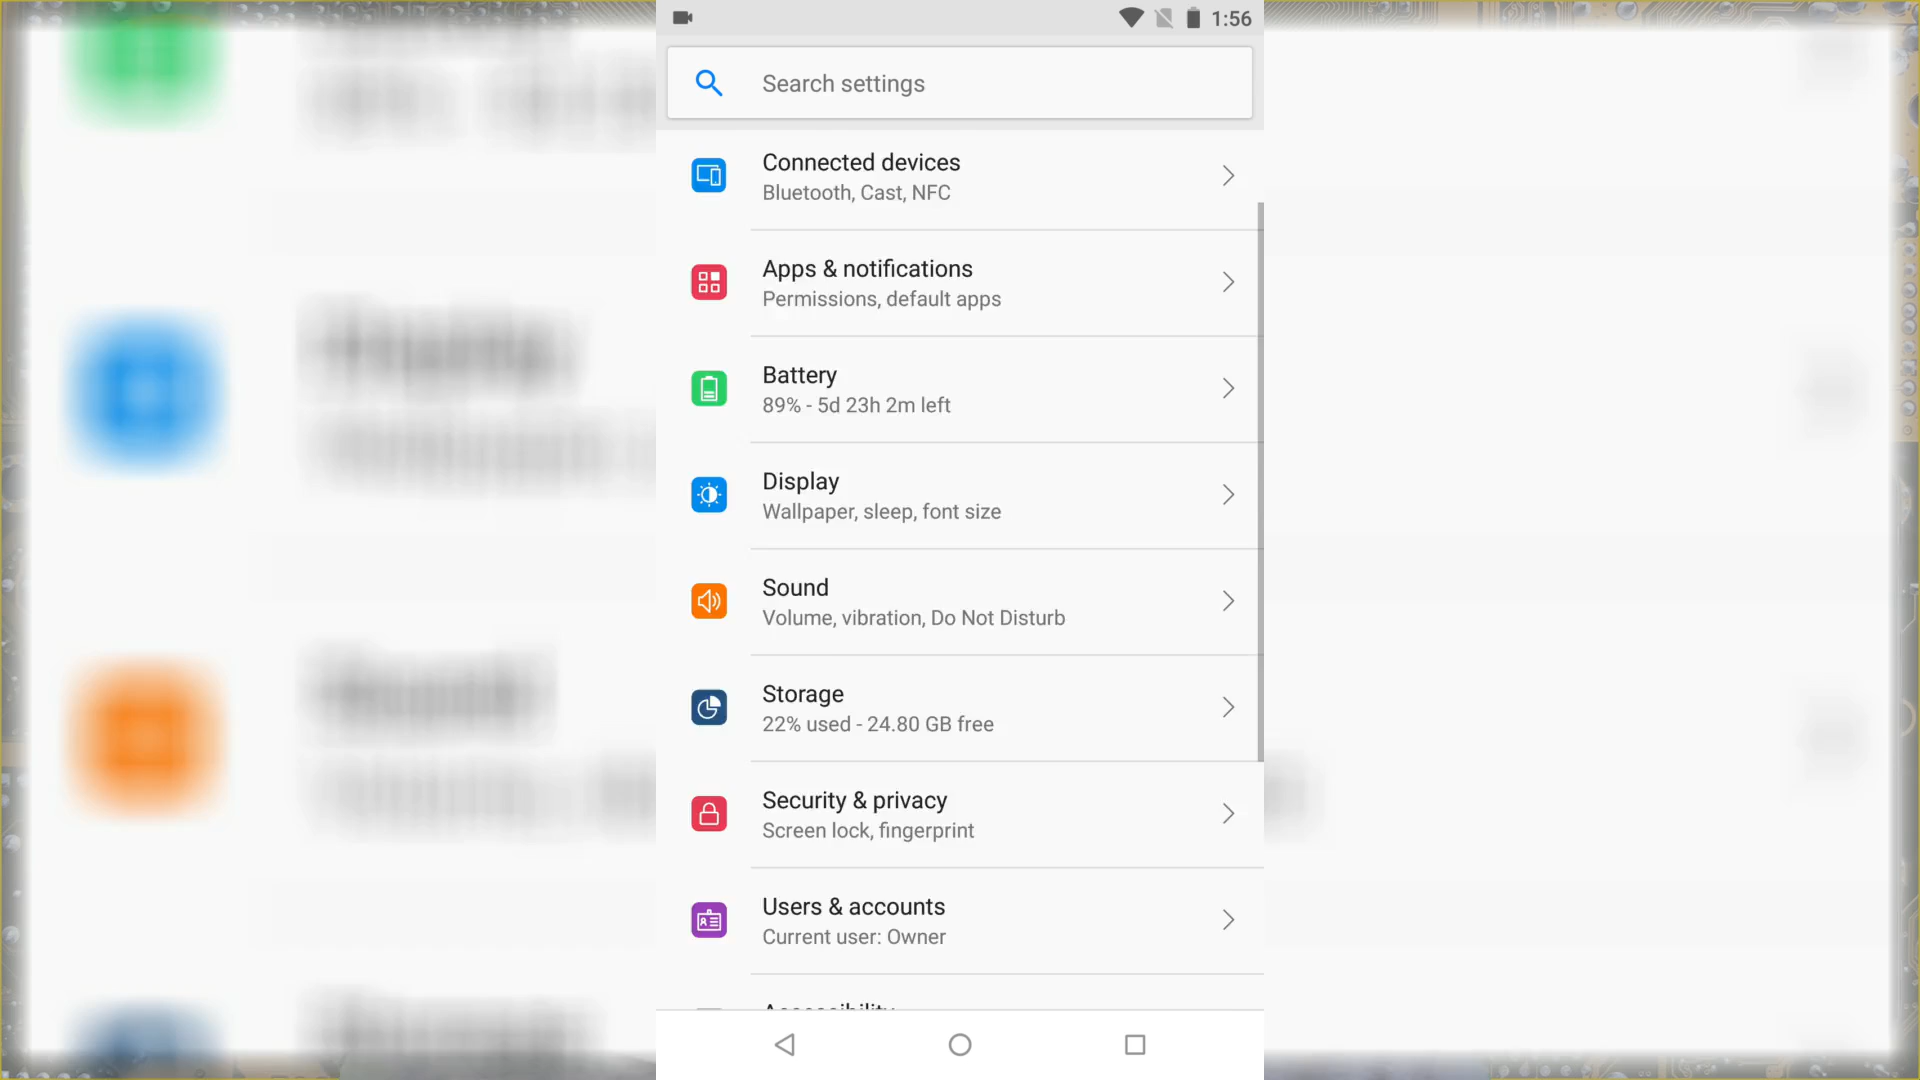 1:56
Search settings
Connected devices
Bluetooth, Cast, NFC
Apps & notifications
Permissions, default apps
Battery
89% - 5d 23h 2m left
Display
Wallpaper, sleep, font size
Sound
Volume, vibration, Do Not Disturb
Storage
22% used - 24.80 GB free
Security & privacy
Screen lock, fingerprint
Users & accounts
Current user: Owner
Accessibility